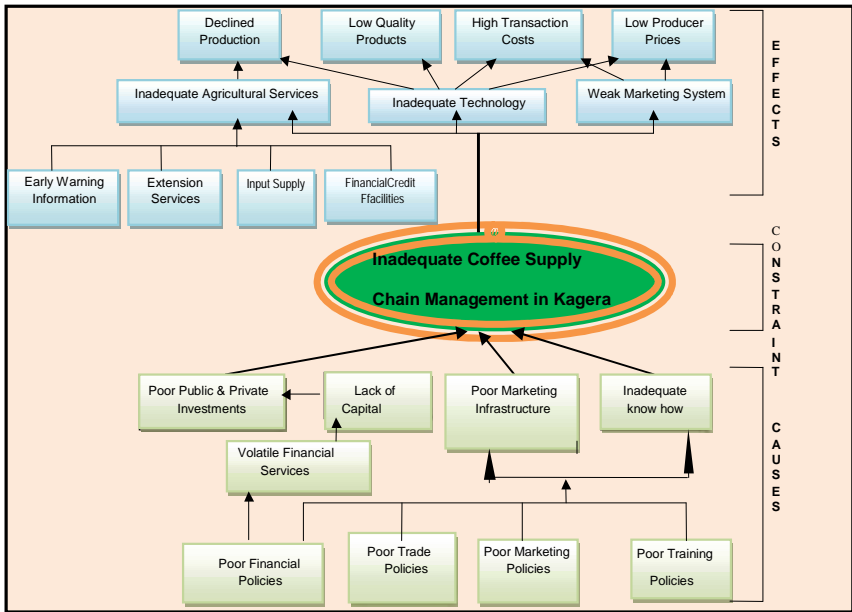 Declined
Production
Low Quality
Products
High Transaction
Costs
Low Producer
Prices
Inadequate Agricultural Services
Inadequate Technology
Weak Marketing System
Early Warning
Information
Extension
Services
Input Supply
FinancialCredit
Ffacilities
EFFECTS
Inadequate Coffee Supply
Chain Management in Kagera
CONSTRAINT
Poor Public & Private
Investments
Lack of
Capital
Poor Marketing
Infrastructure
Inadequate
know how
Volatile Financial
Services
Poor Financial
Policies
Poor Trade
Policies
Poor Marketing
Policies
Poor Training
Policies
CAUSES